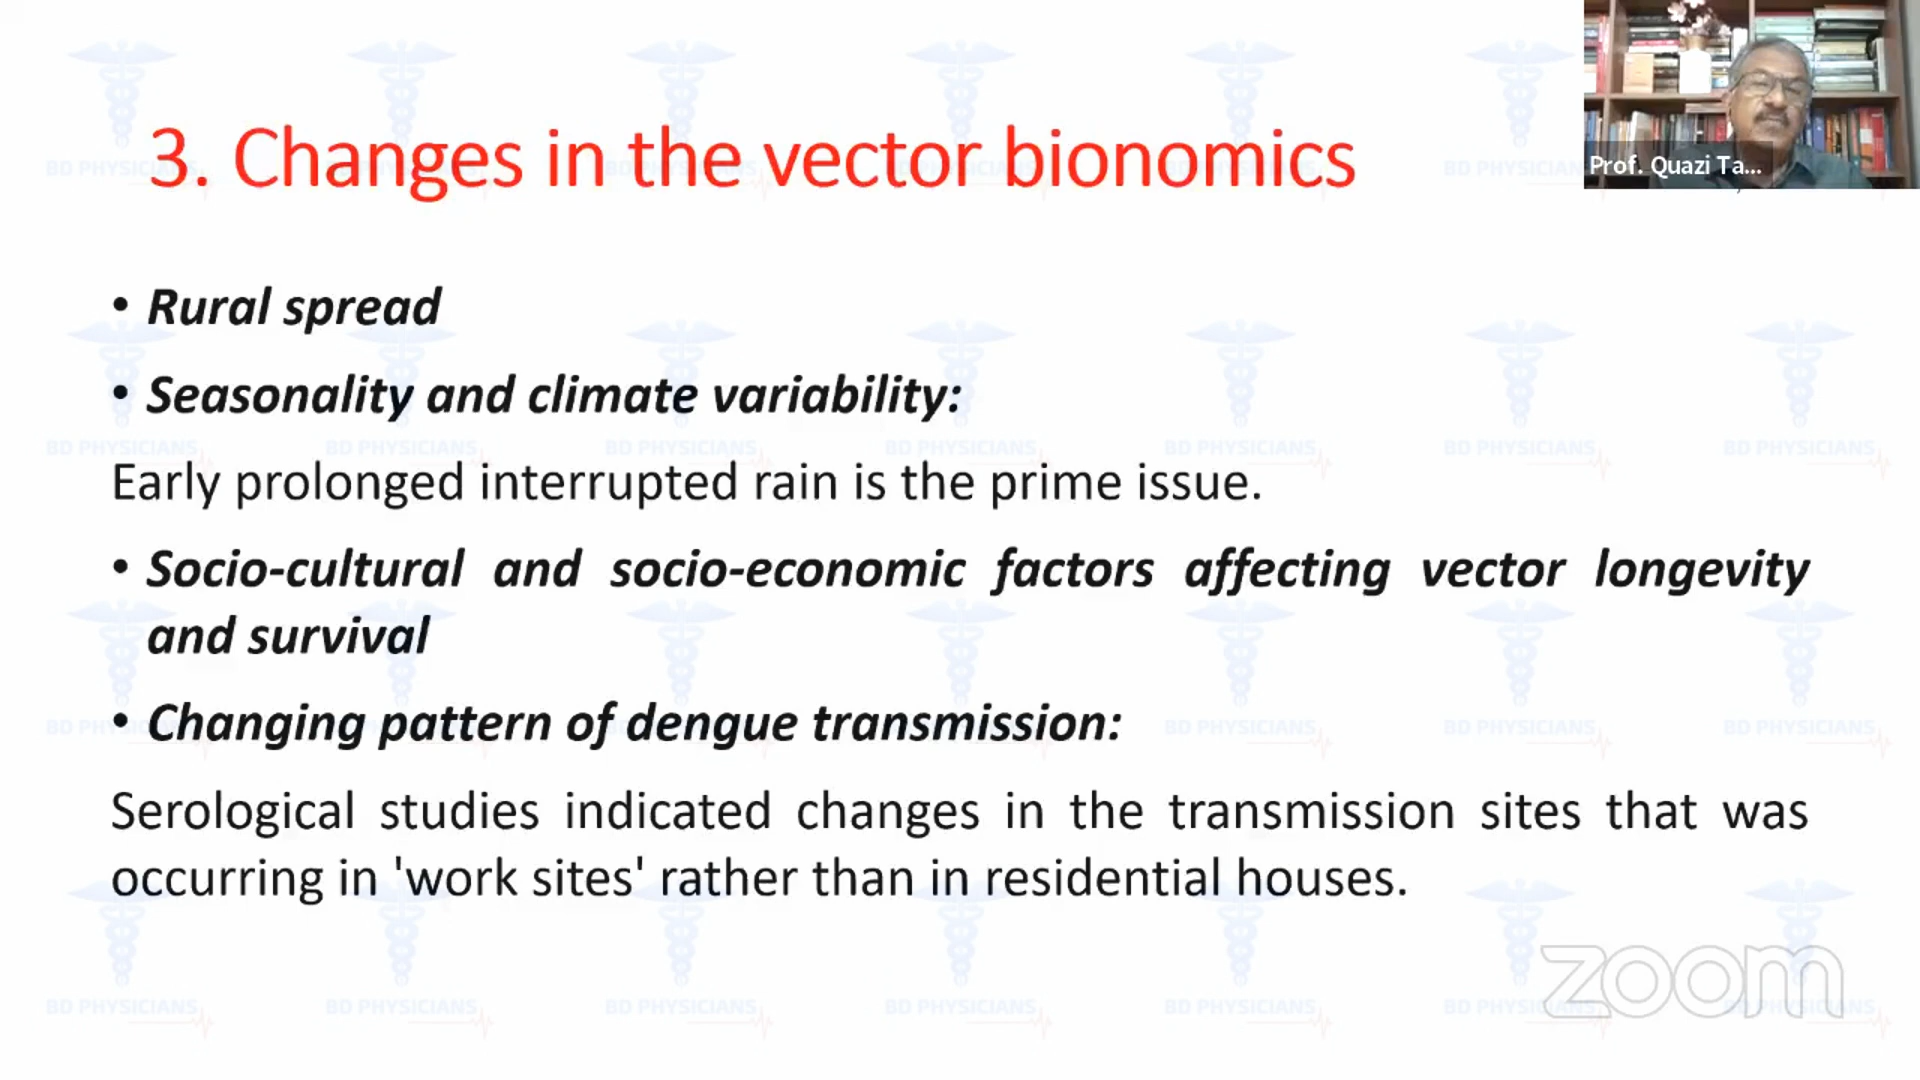 3. Changes in the vector bionomics
Prof. Quazi Ta...
• Rural spread
• Seasonality and climate variability:
Early prolonged interrupted rain is the prime issue.
• Socio-cultural and socio-economic factors affecting vector longevity
and survival
• Changing pattern of dengue transmission:
Serological studies indicated changes in the transmission sites that was
occurring in 'work sites' rather than in residential houses.
zoom
BD PHYSICIANS